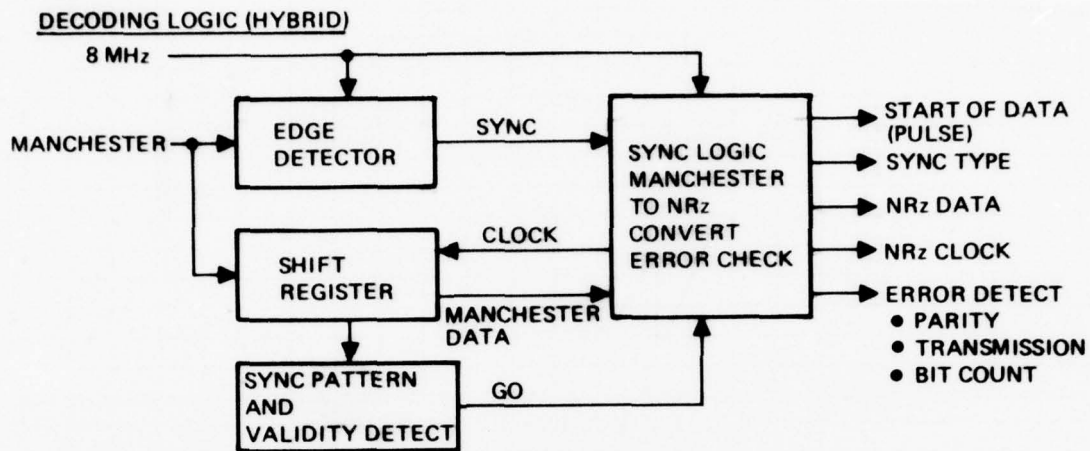 DECODING LOGIC (HYBRID)
8 MHz
MANCHESTER
EDGE
DETECTOR
SYNC
SHIFT
REGISTER
CLOCK
MANCHESTER
DATA
SYNC PATTERN
AND
VALIDITY DETECT
GO
SYNC LOGIC
MANCHESTER
TO NRz
CONVERT
ERROR CHECK
START OF DATA
(PULSE)
SYNC TYPE
NRz DATA
NRz CLOCK
ERROR DETECT
● PARITY
● TRANSMISSION
● BIT COUNT